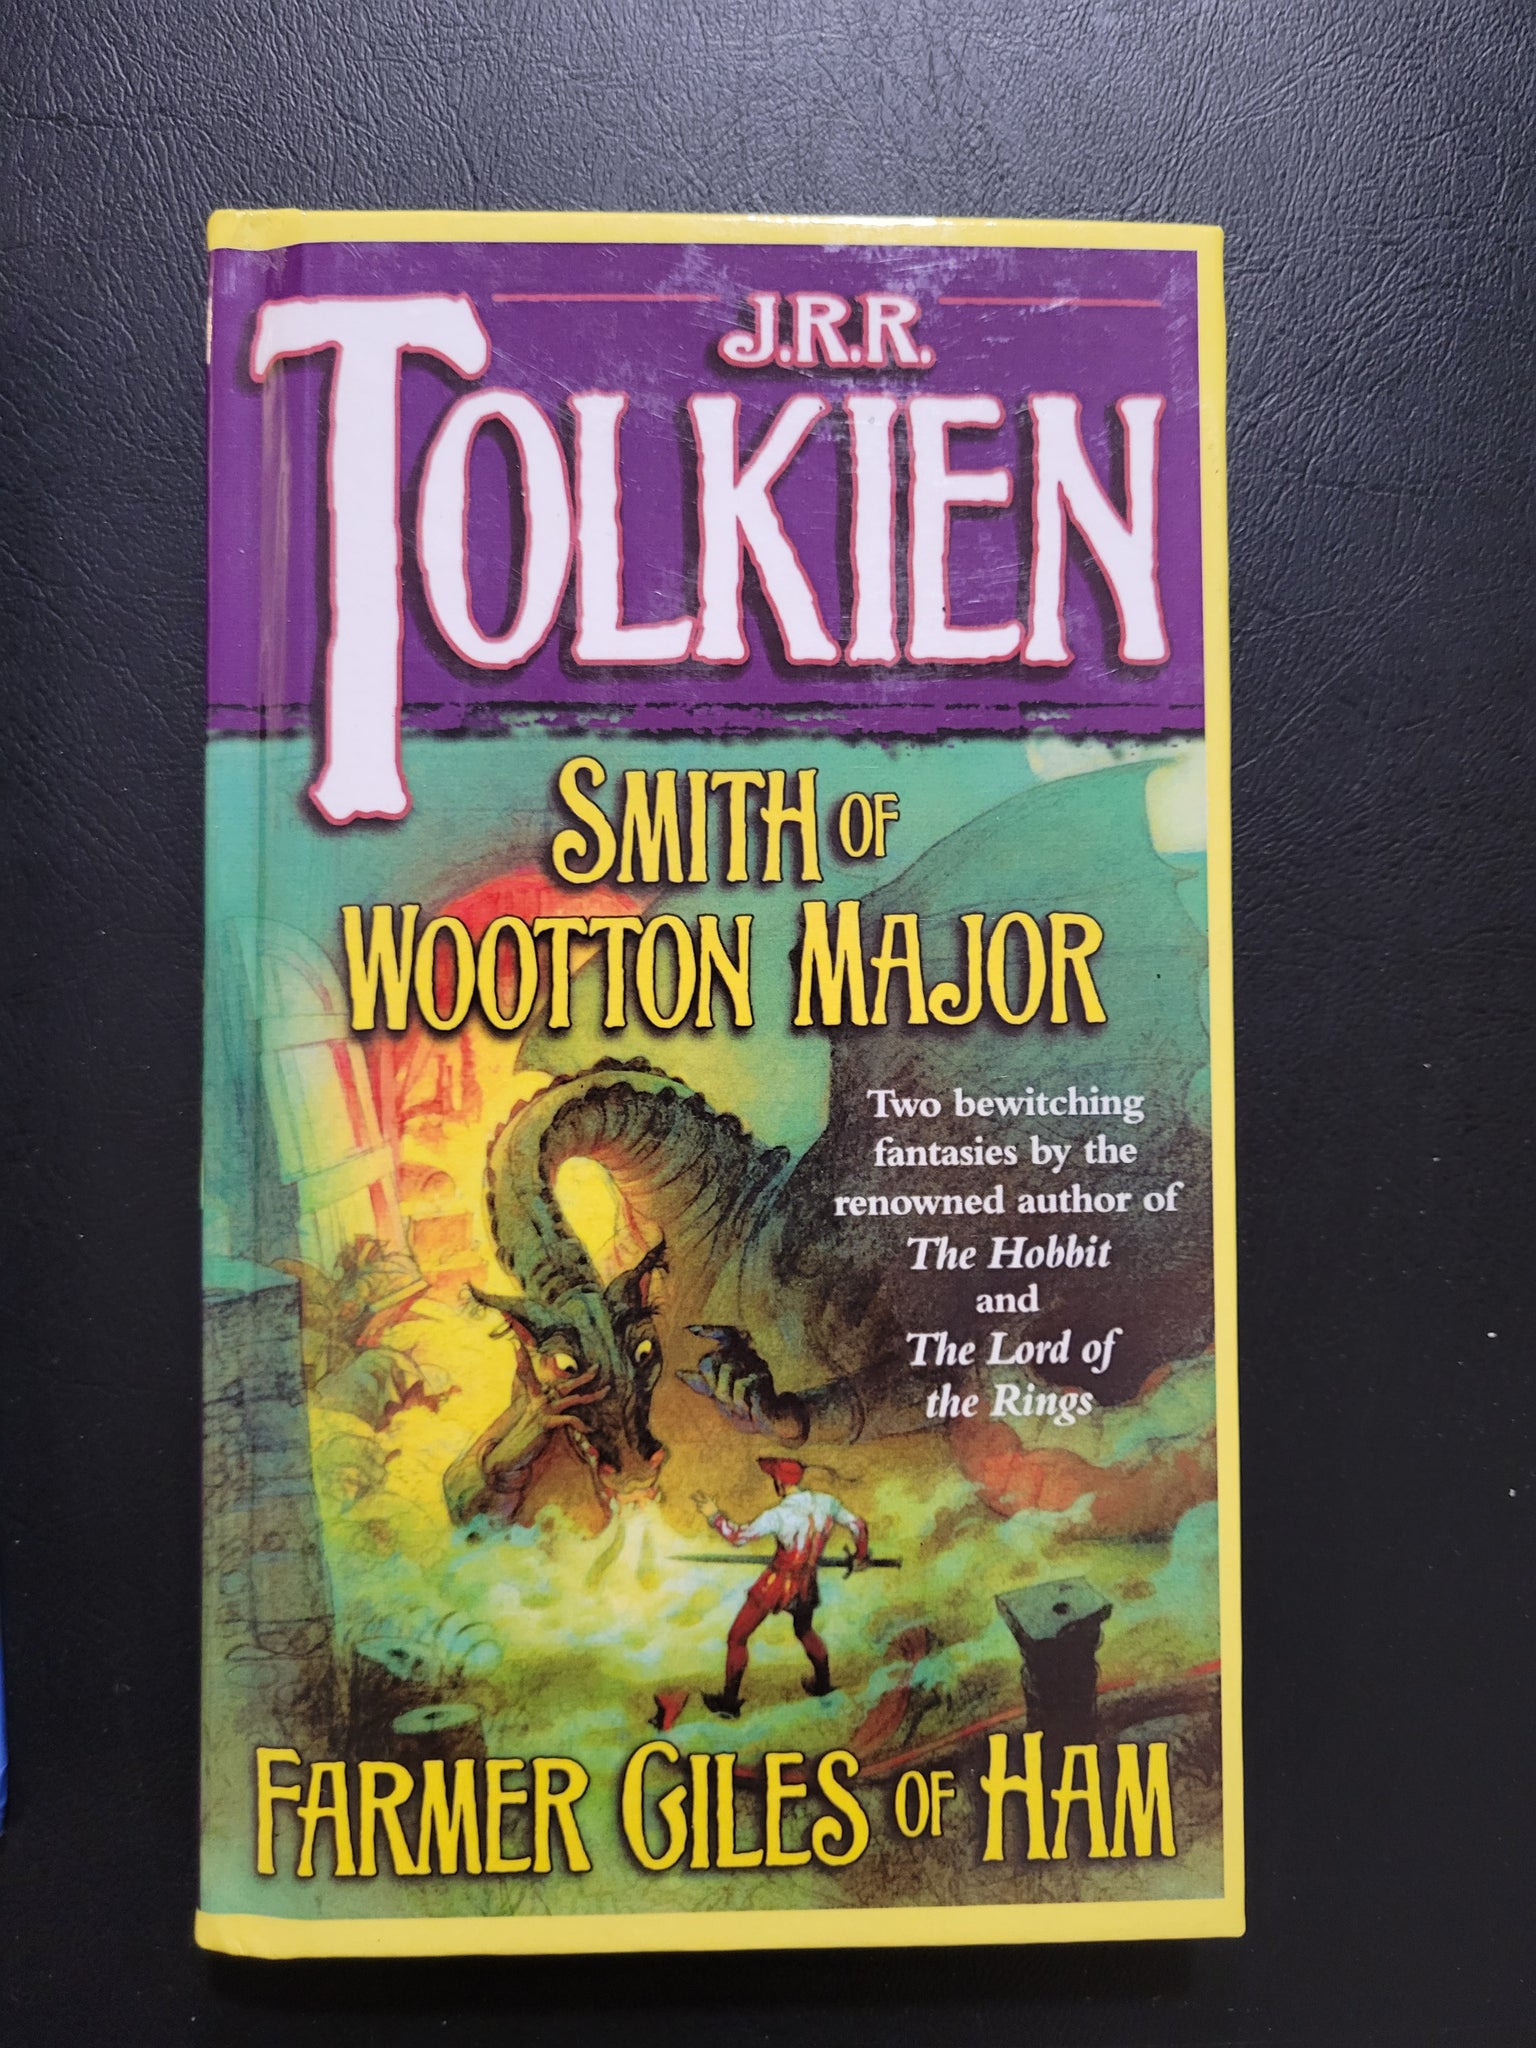 J.R.R.
TOLKIEN
SMITH OF
WOOTTON MAJOR
Two bewitching
fantasies by the
renowned author of
The Hobbit
and
The Lord of
the Rings
FARMER GILES OF HAM